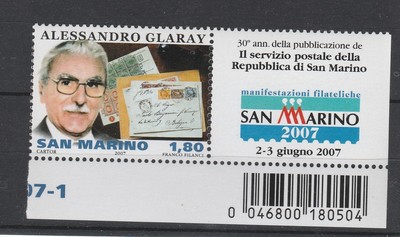 ALESSANDRO GLARAY
SAN MARINO 1,80
CARTOR 2007 FRANCO FILANCI
30° ann. della pubblicazione de
Il servizio postale della
Repubblica di San Marino
manifestazioni filateliche
SAN MARINO
2007
2-3 giugno 2007
07-1
0 046800 180504